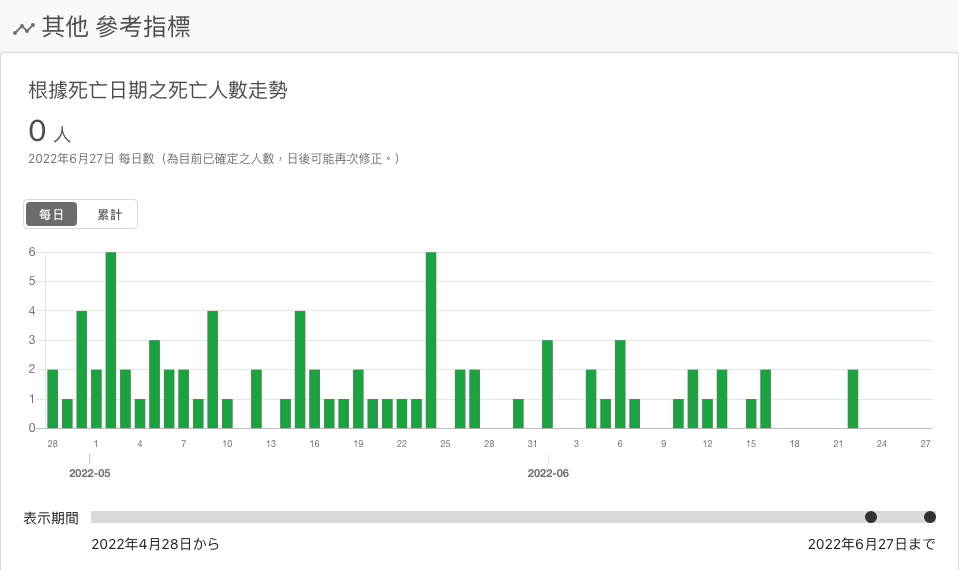 其他 參考指標
根據死亡日期之死亡人數走勢
0 人
2022年6月27日 每日數（為目前已確定之人數，日後可能再次修正。）
每日 累計
6
5
4
3
2
1
0
28 1 4 7 10 13 16 19 22 25 28 31 3 6 9 12 15 18 21 24 27
2022-05 2022-06
表示期間
2022年4月28日から 2022年6月27日まで